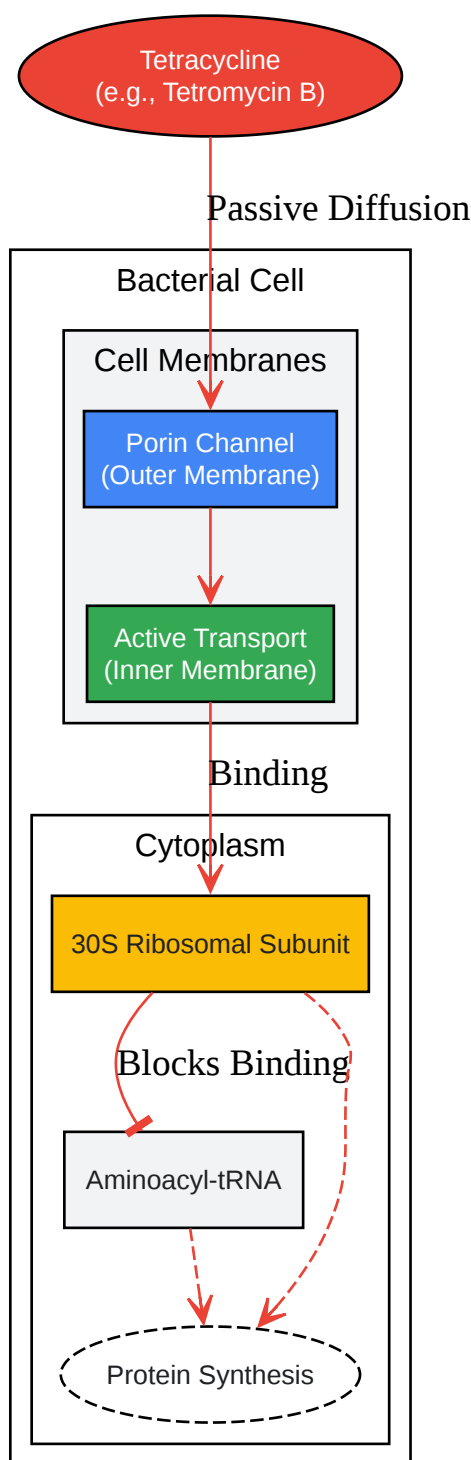 Tetracycline
(e.g., Tetromycin B)
Passive Diffusion
Bacterial Cell
Cell Membranes
Porin Channel
(Outer Membrane)
Active Transport
(Inner Membrane)
Binding
Cytoplasm
30S Ribosomal Subunit
Blocks Binding
Aminoacyl-tRNA
Protein Synthesis